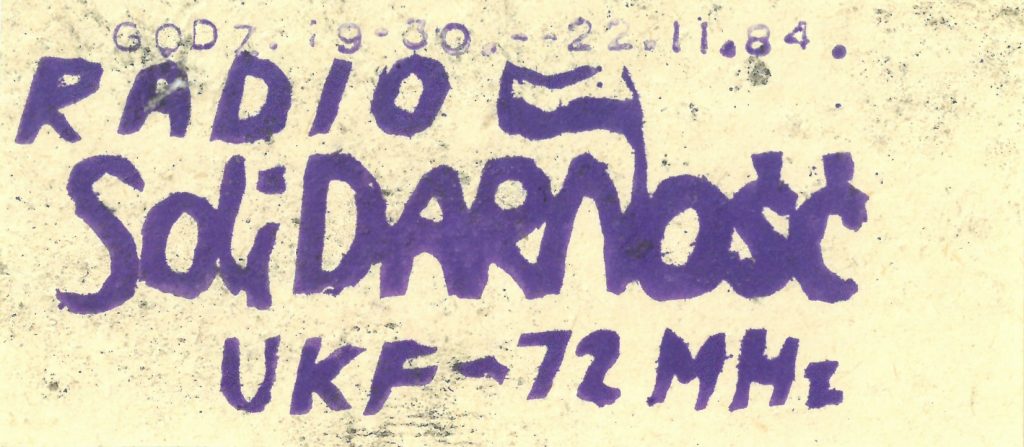 GODZ. 19-30.--22.11.84.
RADIO
SOLiDARNOŚĆ
UKF-72 MHz